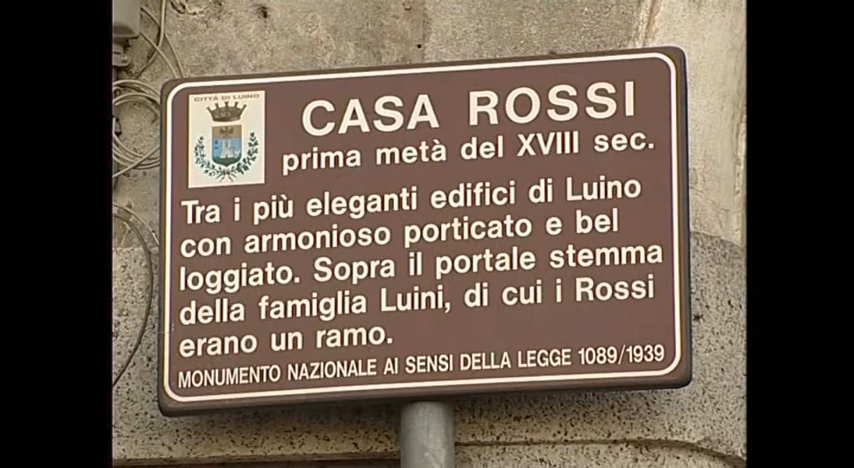 CITTÀ DI LUINO
CASA ROSSI
prima metà del XVIII sec.
Tra i più eleganti edifici di Luino
con armonioso porticato e bel
loggiato. Sopra il portale stemma
della famiglia Luini, di cui i Rossi
erano un ramo.
MONUMENTO NAZIONALE AI SENSI DELLA LEGGE 1089/1939